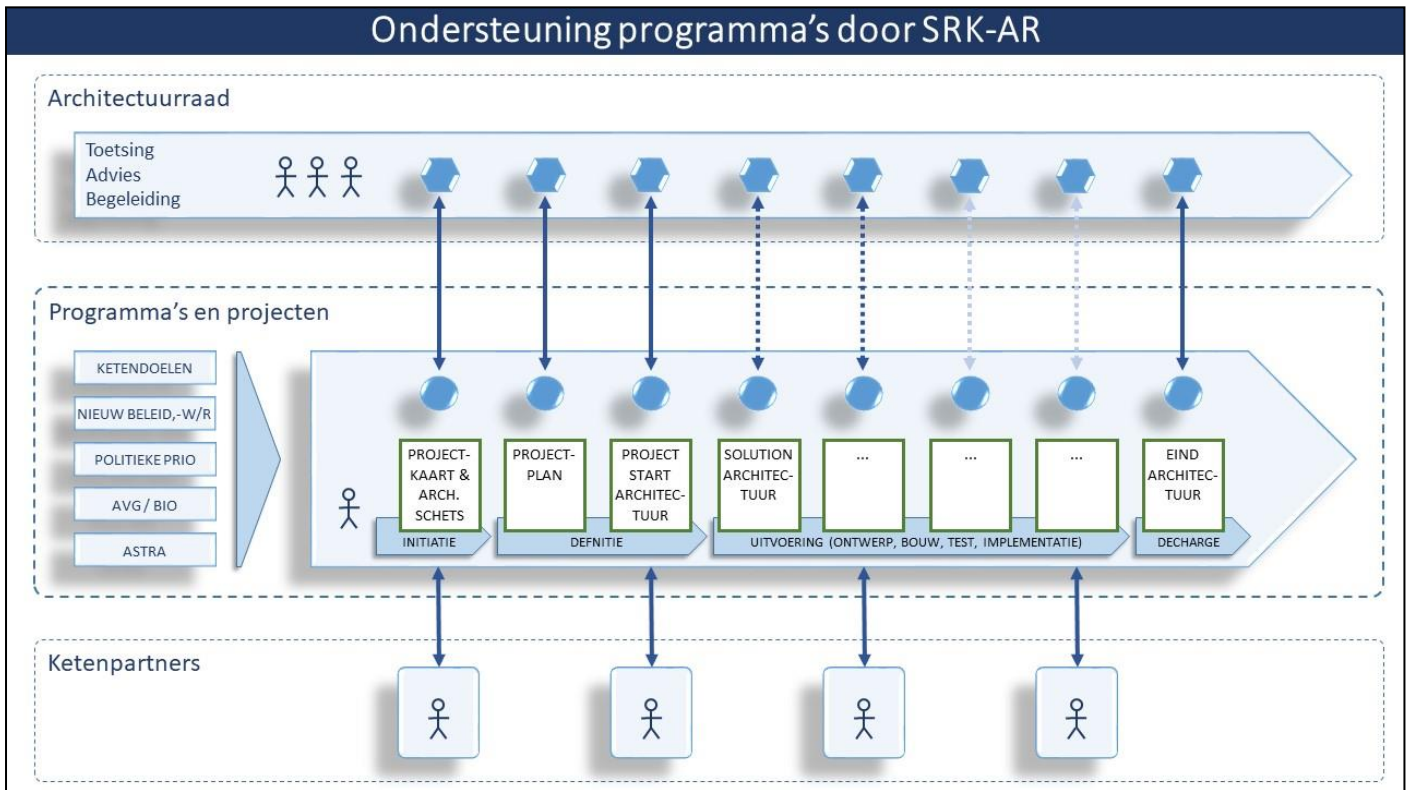 Ondersteuning programma's door SRK-AR
Architectuurraad
Toetsing
Advies
Begeleiding
Programma's en projecten
KETENDOELEN
NIEUW BELEID,-W/R
POLITIEKE PRIO
AVG / BIO
ASTRA
PROJECT-
KAART &
ARCH.
SCHETS
PROJECT-
PLAN
PROJECT
START
ARCHITEC-
TUUR
SOLUTION
ARCHITEC-
TUUR
...
...
...
EIND
ARCHITEC-
TUUR
INITIATIE
DEFNITIE
UITVOERING (ONTWERP, BOUW, TEST, IMPLEMENTATIE)
DECHARGE
Ketenpartners